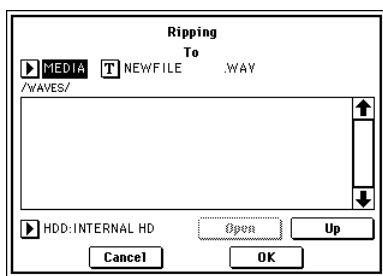 Ripping
To
MEDIA T NEWFILE .WAV
/WAVES/
HDD:INTERNAL HD Open Up
Cancel OK